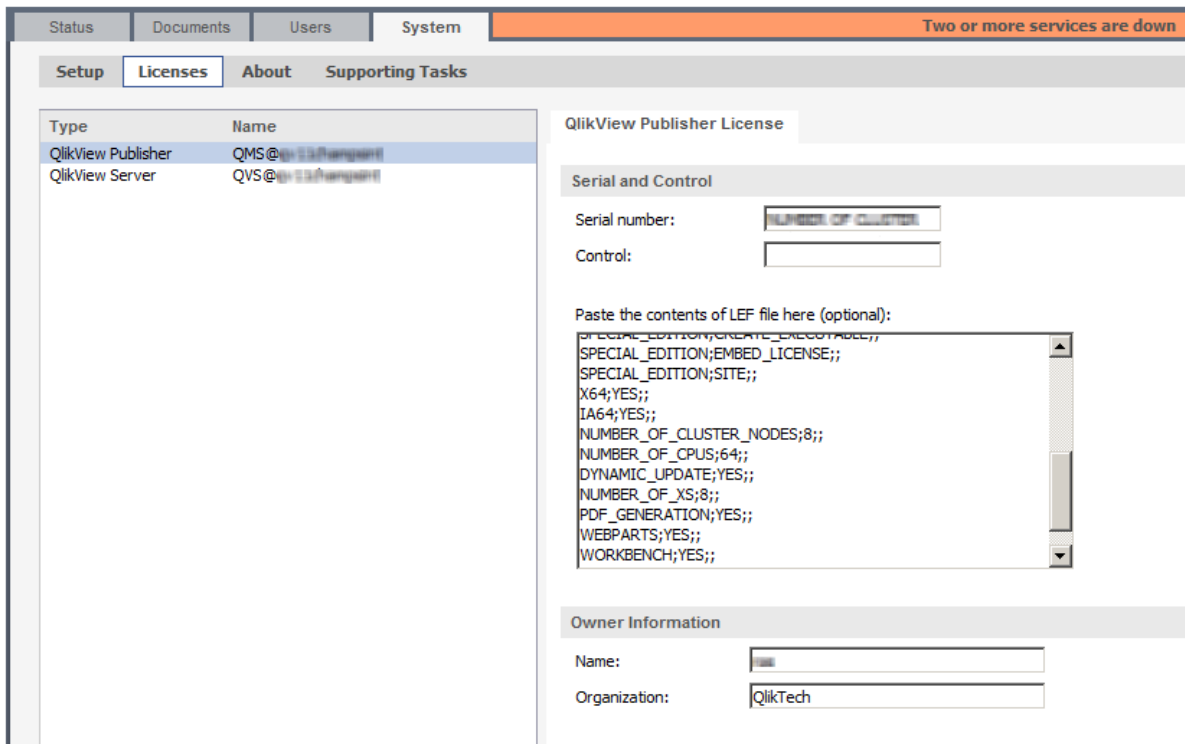 Status Documents Users System Two or more services are down
Setup Licenses About Supporting Tasks
Type Name
QlikView Publisher QMS@
QlikView Server QVS@
QlikView Publisher License
Serial and Control
Serial number:
Control:
Paste the contents of LEF file here (optional):
SPECIAL_EDITION;CREATE_EXECUTABLE;;
SPECIAL_EDITION;EMBED_LICENSE;;
SPECIAL_EDITION;SITE;;
X64;YES;;
IA64;YES;;
NUMBER_OF_CLUSTER_NODES;8;;
NUMBER_OF_CPUS;64;;
DYNAMIC_UPDATE;YES;;
NUMBER_OF_XS;8;;
PDF_GENERATION;YES;;
WEBPARTS;YES;;
WORKBENCH;YES;;
Owner Information
Name:
Organization: QlikTech